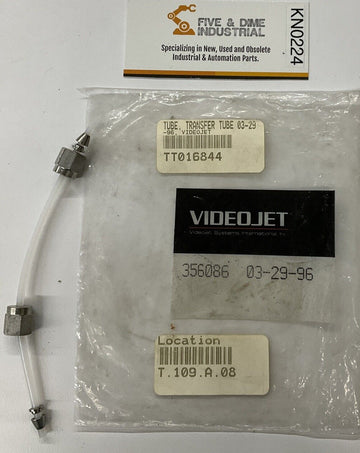 FIVE & DIME
INDUSTRIAL
Specializing in New, Used and Obsolete
Industrial & Automation Parts.
KN0224
TUBE, TRANSFER TUBE 03-29
-96, VIDEOJET
TT016844
VIDEOJET
Videojet Systems International Inc.
356086 03-29-96
Location
T.109.A.08